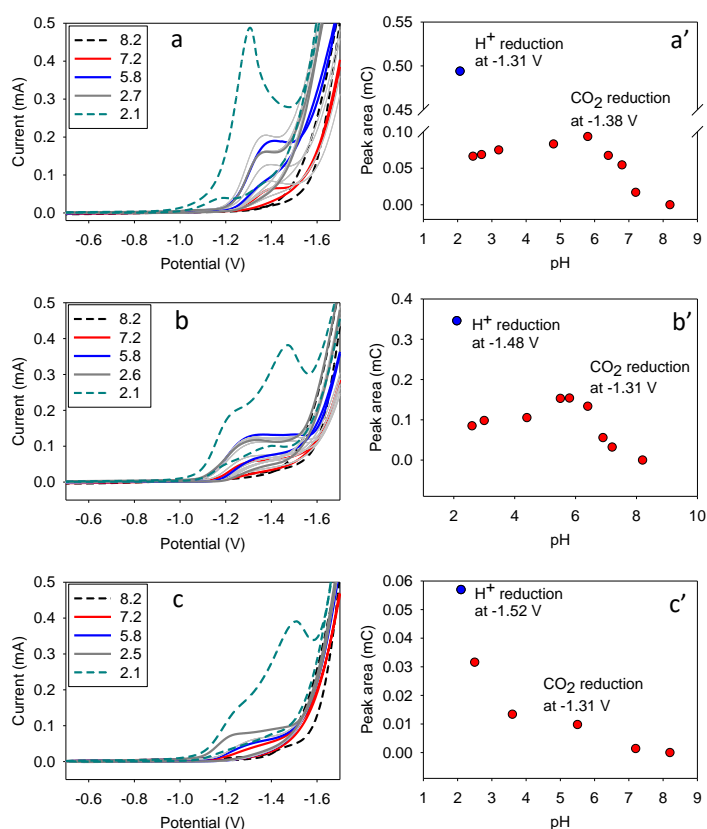 a
8.2
7.2
5.8
2.7
2.1
Current (mA)
0.5
0.4
0.3
0.2
0.1
0.0
-0.6 -0.8 -1.0 -1.2 -1.4 -1.6
Potential (V)
a'
H+ reduction
at -1.31 V
CO2 reduction
at -1.38 V
Peak area (mC)
0.55
0.50
0.45
0.10
0.05
0.00
1 2 3 4 5 6 7 8 9
pH
b
8.2
7.2
5.8
2.6
2.1
Current (mA)
0.5
0.4
0.3
0.2
0.1
0.0
-0.6 -0.8 -1.0 -1.2 -1.4 -1.6
Potential (V)
b'
H+ reduction
at -1.48 V
CO2 reduction
at -1.31 V
Peak area (mC)
0.4
0.3
0.2
0.1
0.0
2 4 6 8 10
pH
c
8.2
7.2
5.8
2.5
2.1
Current (mA)
0.5
0.4
0.3
0.2
0.1
0.0
-0.6 -0.8 -1.0 -1.2 -1.4 -1.6
Potential (V)
c'
H+ reduction
at -1.52 V
CO2 reduction
at -1.31 V
Peak area (mC)
0.06
0.05
0.04
0.03
0.02
0.01
0.00
1 2 3 4 5 6 7 8 9
pH